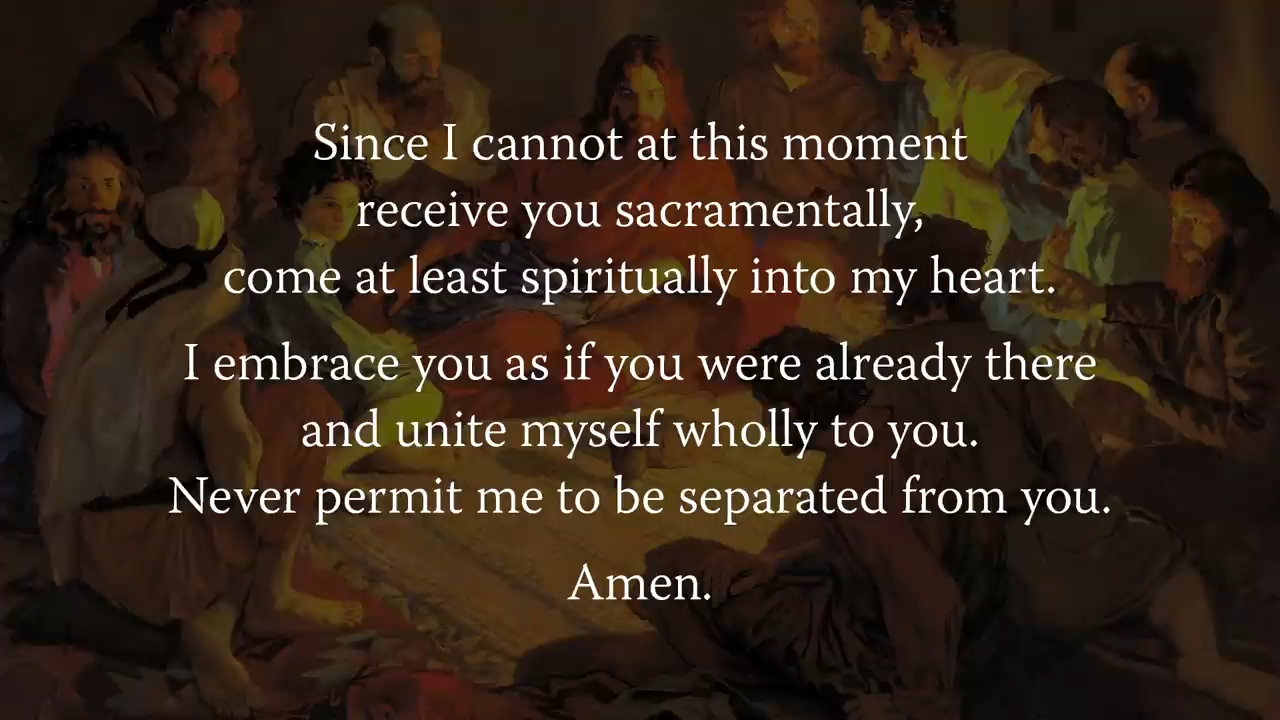 Since I cannot at this moment
receive you sacramentally,
come at least spiritually into my heart.
I embrace you as if you were already there
and unite myself wholly to you.
Never permit me to be separated from you.
Amen.